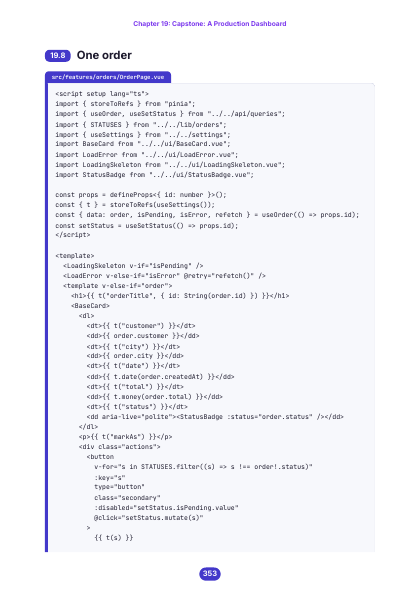 Chapter 19: Capstone: A Production Dashboard
19.8 One order
src/features/orders/OrderPage.vue
<script setup lang="ts">
import { storeToRefs } from "pinia";
import { useOrder, useSetStatus } from "../../api/queries";
import { STATUSES } from "../../lib/orders";
import { useSettings } from "../../settings";
import BaseCard from "../../ui/BaseCard.vue";
import LoadError from "../../ui/LoadError.vue";
import LoadingSkeleton from "../../ui/LoadingSkeleton.vue";
import StatusBadge from "../../ui/StatusBadge.vue";
const props = defineProps<{ id: number }>();
const { t } = storeToRefs(useSettings());
const { data: order, isPending, isError, refetch } = useOrder(() => props.id);
const setStatus = useSetStatus(() => props.id);
</script>
<template>
<LoadingSkeleton v-if="isPending" />
<LoadError v-else-if="isError" @retry="refetch()" />
<template v-else-if="order">
<h1>{{ t("orderTitle", { id: String(order.id) }) }}</h1>
<BaseCard>
<dl>
<dt>{{ t("customer") }}</dt>
<dd>{{ order.customer }}</dd>
<dt>{{ t("city") }}</dt>
<dd>{{ order.city }}</dd>
<dt>{{ t("date") }}</dt>
<dd>{{ t.date(order.createdAt) }}</dd>
<dt>{{ t("total") }}</dt>
<dd>{{ t.money(order.total) }}</dd>
<dt>{{ t("status") }}</dt>
<dd aria-live="polite"><StatusBadge :status="order.status" /></dd>
</dl>
<p>{{ t("markAs") }}</p>
<div class="actions">
<button
v-for="s in STATUSES.filter((s) => s !== order!.status)"
:key="s"
type="button"
class="secondary"
:disabled="setStatus.isPending.value"
@click="setStatus.mutate(s)"
>
{{ t(s) }}
353